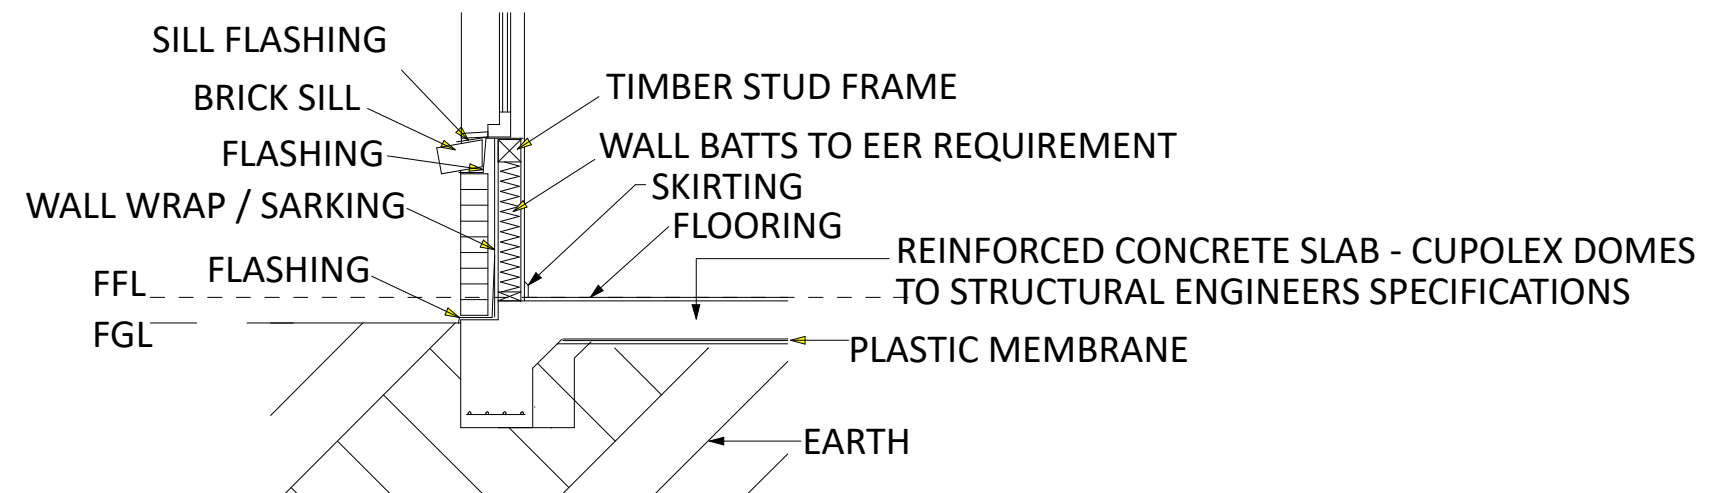 SILL FLASHING
TIMBER STUD FRAME
BRICK SILL
FLASHING
WALL BATTS TO EER REQUIREMENT
SKIRTING
WALL WRAP / SARKING
FLOORING
REINFORCED CONCRETE SLAB - CUPOLEX DOMES
TO STRUCTURAL ENGINEERS SPECIFICATIONS
FLASHING
FFL
FGL
PLASTIC MEMBRANE
EARTH